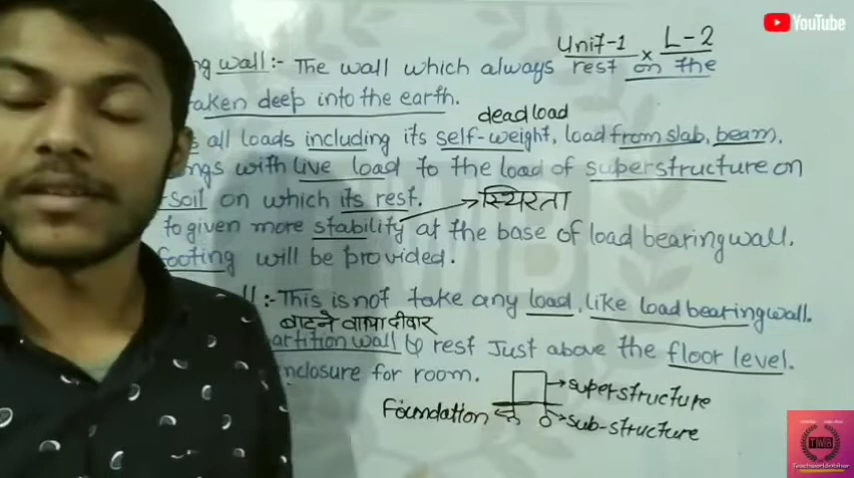 YouTube
Unit-1 × L-2
ng wall :- The wall which always rest on the
taken deep into the earth.
dead load
s all loads including its self-weight, load from slab, beam.
ngs with live load to the load of superstructure on
soil on which its rest. स्थिरता
to given more stability at the base of load bearing wall.
footing will be provided.
ll :- This is not take any load, like load bearing wall.
बाटने वाला दीवार
artition wall rest Just above the floor level.
nclosure for room.
superstructure
Foundation
sub-structure
TWB